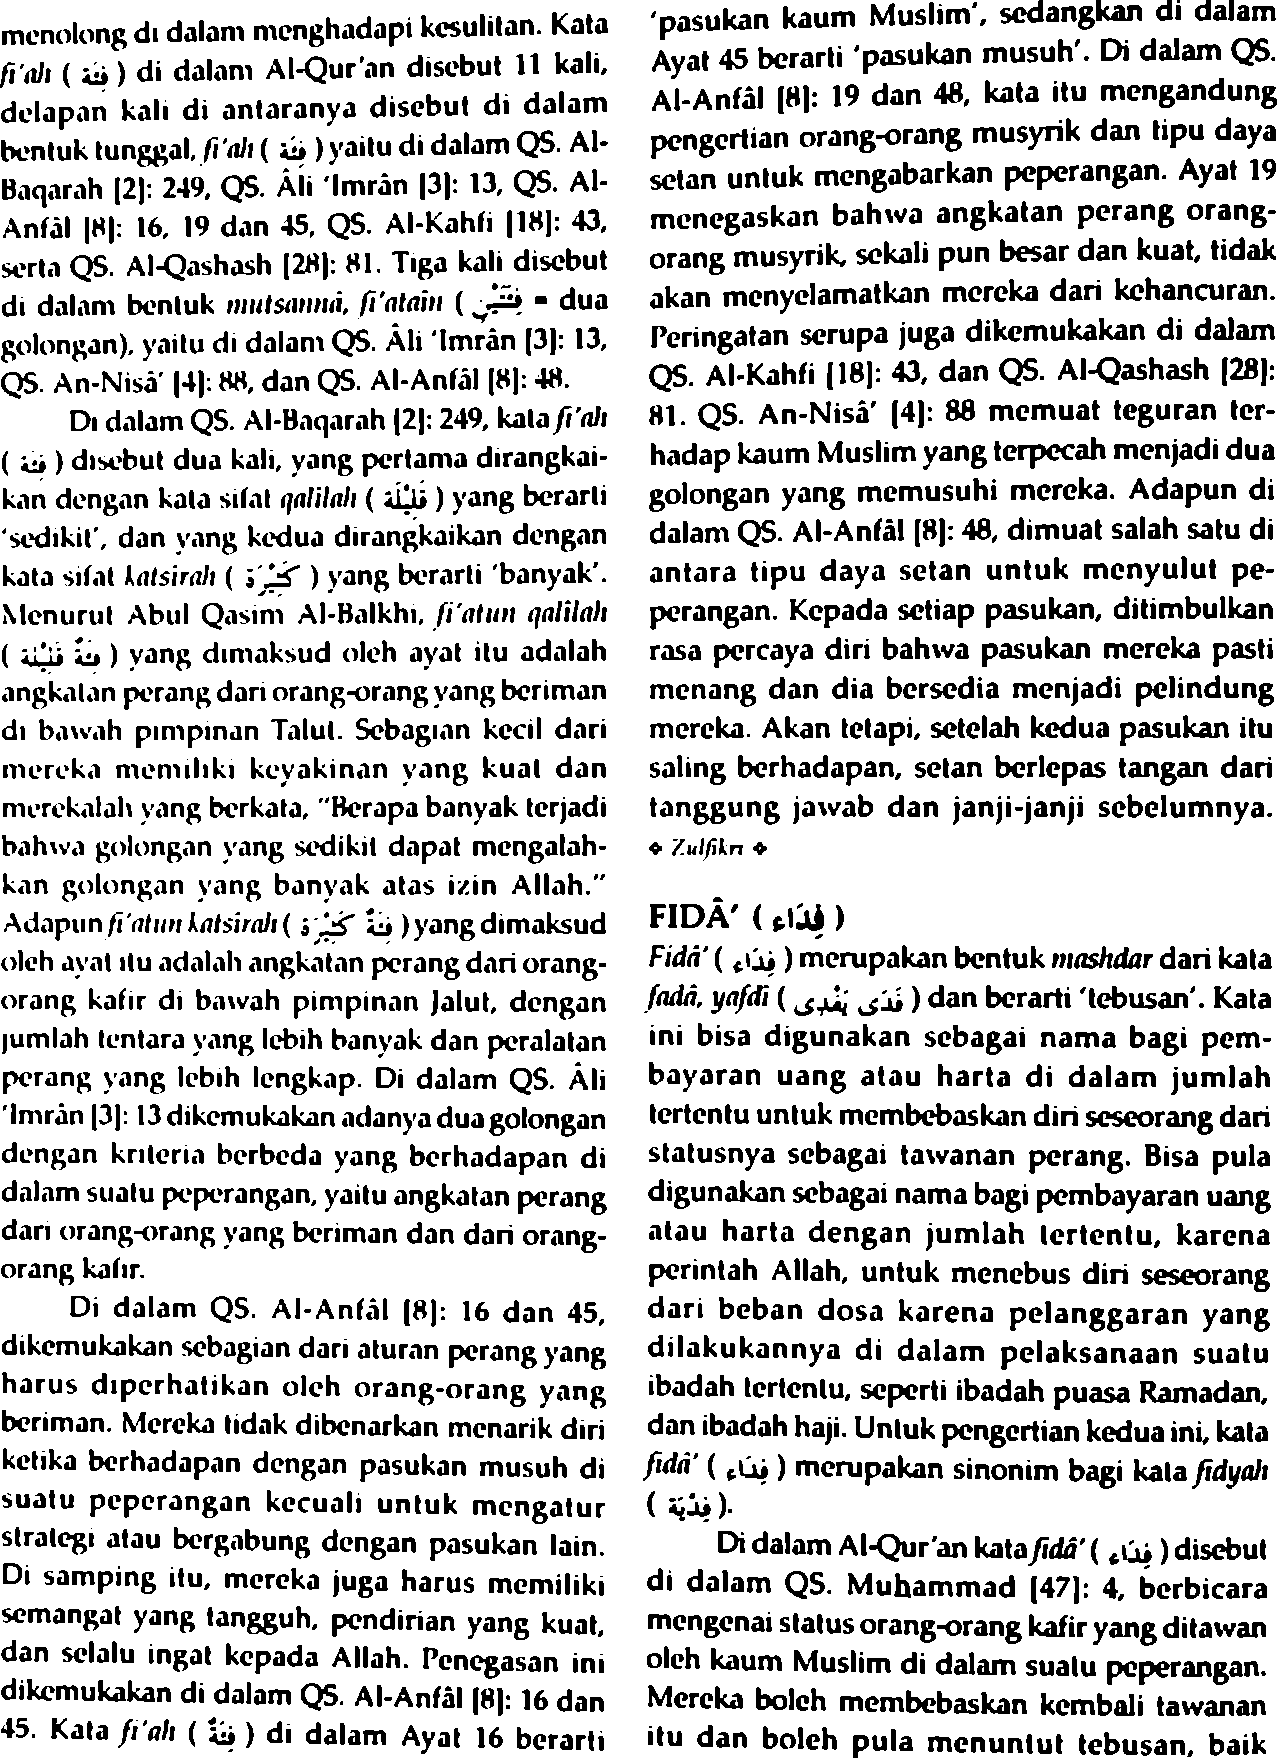 menolong di dalam menghadapi kesulitan. Kata
fi'ah ( فِئَة ) di dalam Al-Qur'an disebut 11 kali,
delapan kali di antaranya disebut di dalam
bentuk tunggal, fi'ah ( فِئَة ) yaitu di dalam QS. Al-
Baqarah [2]: 249, QS. Âli 'Imrân [3]: 13, QS. Al-
Anfâl [8]: 16, 19 dan 45, QS. Al-Kahfi [18]: 43,
serta QS. Al-Qashash [28]: 81. Tiga kali disebut
di dalam bentuk mutsannâ, fi'atain ( فِئَتَيْنِ = dua
golongan), yaitu di dalam QS. Âli 'Imrân [3]: 13,
QS. An-Nisâ' [4]: 88, dan QS. Al-Anfâl [8]: 48.
Di dalam QS. Al-Baqarah [2]: 249, kata fi'ah
( فِئَة ) disebut dua kali, yang pertama dirangkai-
kan dengan kata sifat qalîlah ( قَلِيْلَة ) yang berarti
'sedikit', dan yang kedua dirangkaikan dengan
kata sifat katsirah ( كَثِيْرَة ) yang berarti 'banyak'.
Menurut Abul Qasim Al-Balkhi, fi'atun qalîlah
( فِئَةٌ قَلِيْلَة ) yang dimaksud oleh ayat itu adalah
angkatan perang dari orang-orang yang beriman
di bawah pimpinan Talut. Sebagian kecil dari
mereka memiliki keyakinan yang kuat dan
merekalah yang berkata, "Berapa banyak terjadi
bahwa golongan yang sedikit dapat mengalah-
kan golongan yang banyak atas izin Allah."
Adapun fi'atun katsirah ( فِئَةٌ كَثِيْرَة ) yang dimaksud
oleh ayat itu adalah angkatan perang dari orang-
orang kafir di bawah pimpinan Jalut, dengan
jumlah tentara yang lebih banyak dan peralatan
perang yang lebih lengkap. Di dalam QS. Âli
'Imrân [3]: 13 dikemukakan adanya dua golongan
dengan kriteria berbeda yang berhadapan di
dalam suatu peperangan, yaitu angkatan perang
dari orang-orang yang beriman dan dari orang-
orang kafir.
Di dalam QS. Al-Anfâl [8]: 16 dan 45,
dikemukakan sebagian dari aturan perang yang
harus diperhatikan oleh orang-orang yang
beriman. Mereka tidak dibenarkan menarik diri
ketika berhadapan dengan pasukan musuh di
suatu peperangan kecuali untuk mengatur
strategi atau bergabung dengan pasukan lain.
Di samping itu, mereka juga harus memiliki
semangat yang tangguh, pendirian yang kuat,
dan selalu ingat kepada Allah. Penegasan ini
dikemukakan di dalam QS. Al-Anfâl [8]: 16 dan
45. Kata fi'ah ( فِئَة ) di dalam Ayat 16 berarti
'pasukan kaum Muslim', sedangkan di dalam
Ayat 45 berarti 'pasukan musuh'. Di dalam QS.
Al-Anfâl [8]: 19 dan 48, kata itu mengandung
pengertian orang-orang musyrik dan tipu daya
setan untuk mengabarkan peperangan. Ayat 19
menegaskan bahwa angkatan perang orang-
orang musyrik, sekali pun besar dan kuat, tidak
akan menyelamatkan mereka dari kehancuran.
Peringatan serupa juga dikemukakan di dalam
QS. Al-Kahfi [18]: 43, dan QS. Al-Qashash [28]:
81. QS. An-Nisâ' [4]: 88 memuat teguran ter-
hadap kaum Muslim yang terpecah menjadi dua
golongan yang memusuhi mereka. Adapun di
dalam QS. Al-Anfâl [8]: 48, dimuat salah satu di
antara tipu daya setan untuk menyulut pe-
perangan. Kepada setiap pasukan, ditimbulkan
rasa percaya diri bahwa pasukan mereka pasti
menang dan dia bersedia menjadi pelindung
mereka. Akan tetapi, setelah kedua pasukan itu
saling berhadapan, setan berlepas tangan dari
tanggung jawab dan janji-janji sebelumnya.
❖ Zulfikri ❖
FIDÂ' ( فِدَاء )
Fidâ' ( فِدَاء ) merupakan bentuk mashdar dari kata
fadâ, yafdî ( فَدَى يَفْدِى ) dan berarti 'tebusan'. Kata
ini bisa digunakan sebagai nama bagi pem-
bayaran uang atau harta di dalam jumlah
tertentu untuk membebaskan diri seseorang dari
statusnya sebagai tawanan perang. Bisa pula
digunakan sebagai nama bagi pembayaran uang
atau harta dengan jumlah tertentu, karena
perintah Allah, untuk menebus diri seseorang
dari beban dosa karena pelanggaran yang
dilakukannya di dalam pelaksanaan suatu
ibadah tertentu, seperti ibadah puasa Ramadan,
dan ibadah haji. Untuk pengertian kedua ini, kata
fidâ' ( فِدَاء ) merupakan sinonim bagi kata fidyah
( فِدْيَة ).
Di dalam Al-Qur'an kata fidâ' ( فِدَاء ) disebut
di dalam QS. Muhammad [47]: 4, berbicara
mengenai status orang-orang kafir yang ditawan
oleh kaum Muslim di dalam suatu peperangan.
Mereka boleh membebaskan kembali tawanan
itu dan boleh pula menuntut tebusan, baik